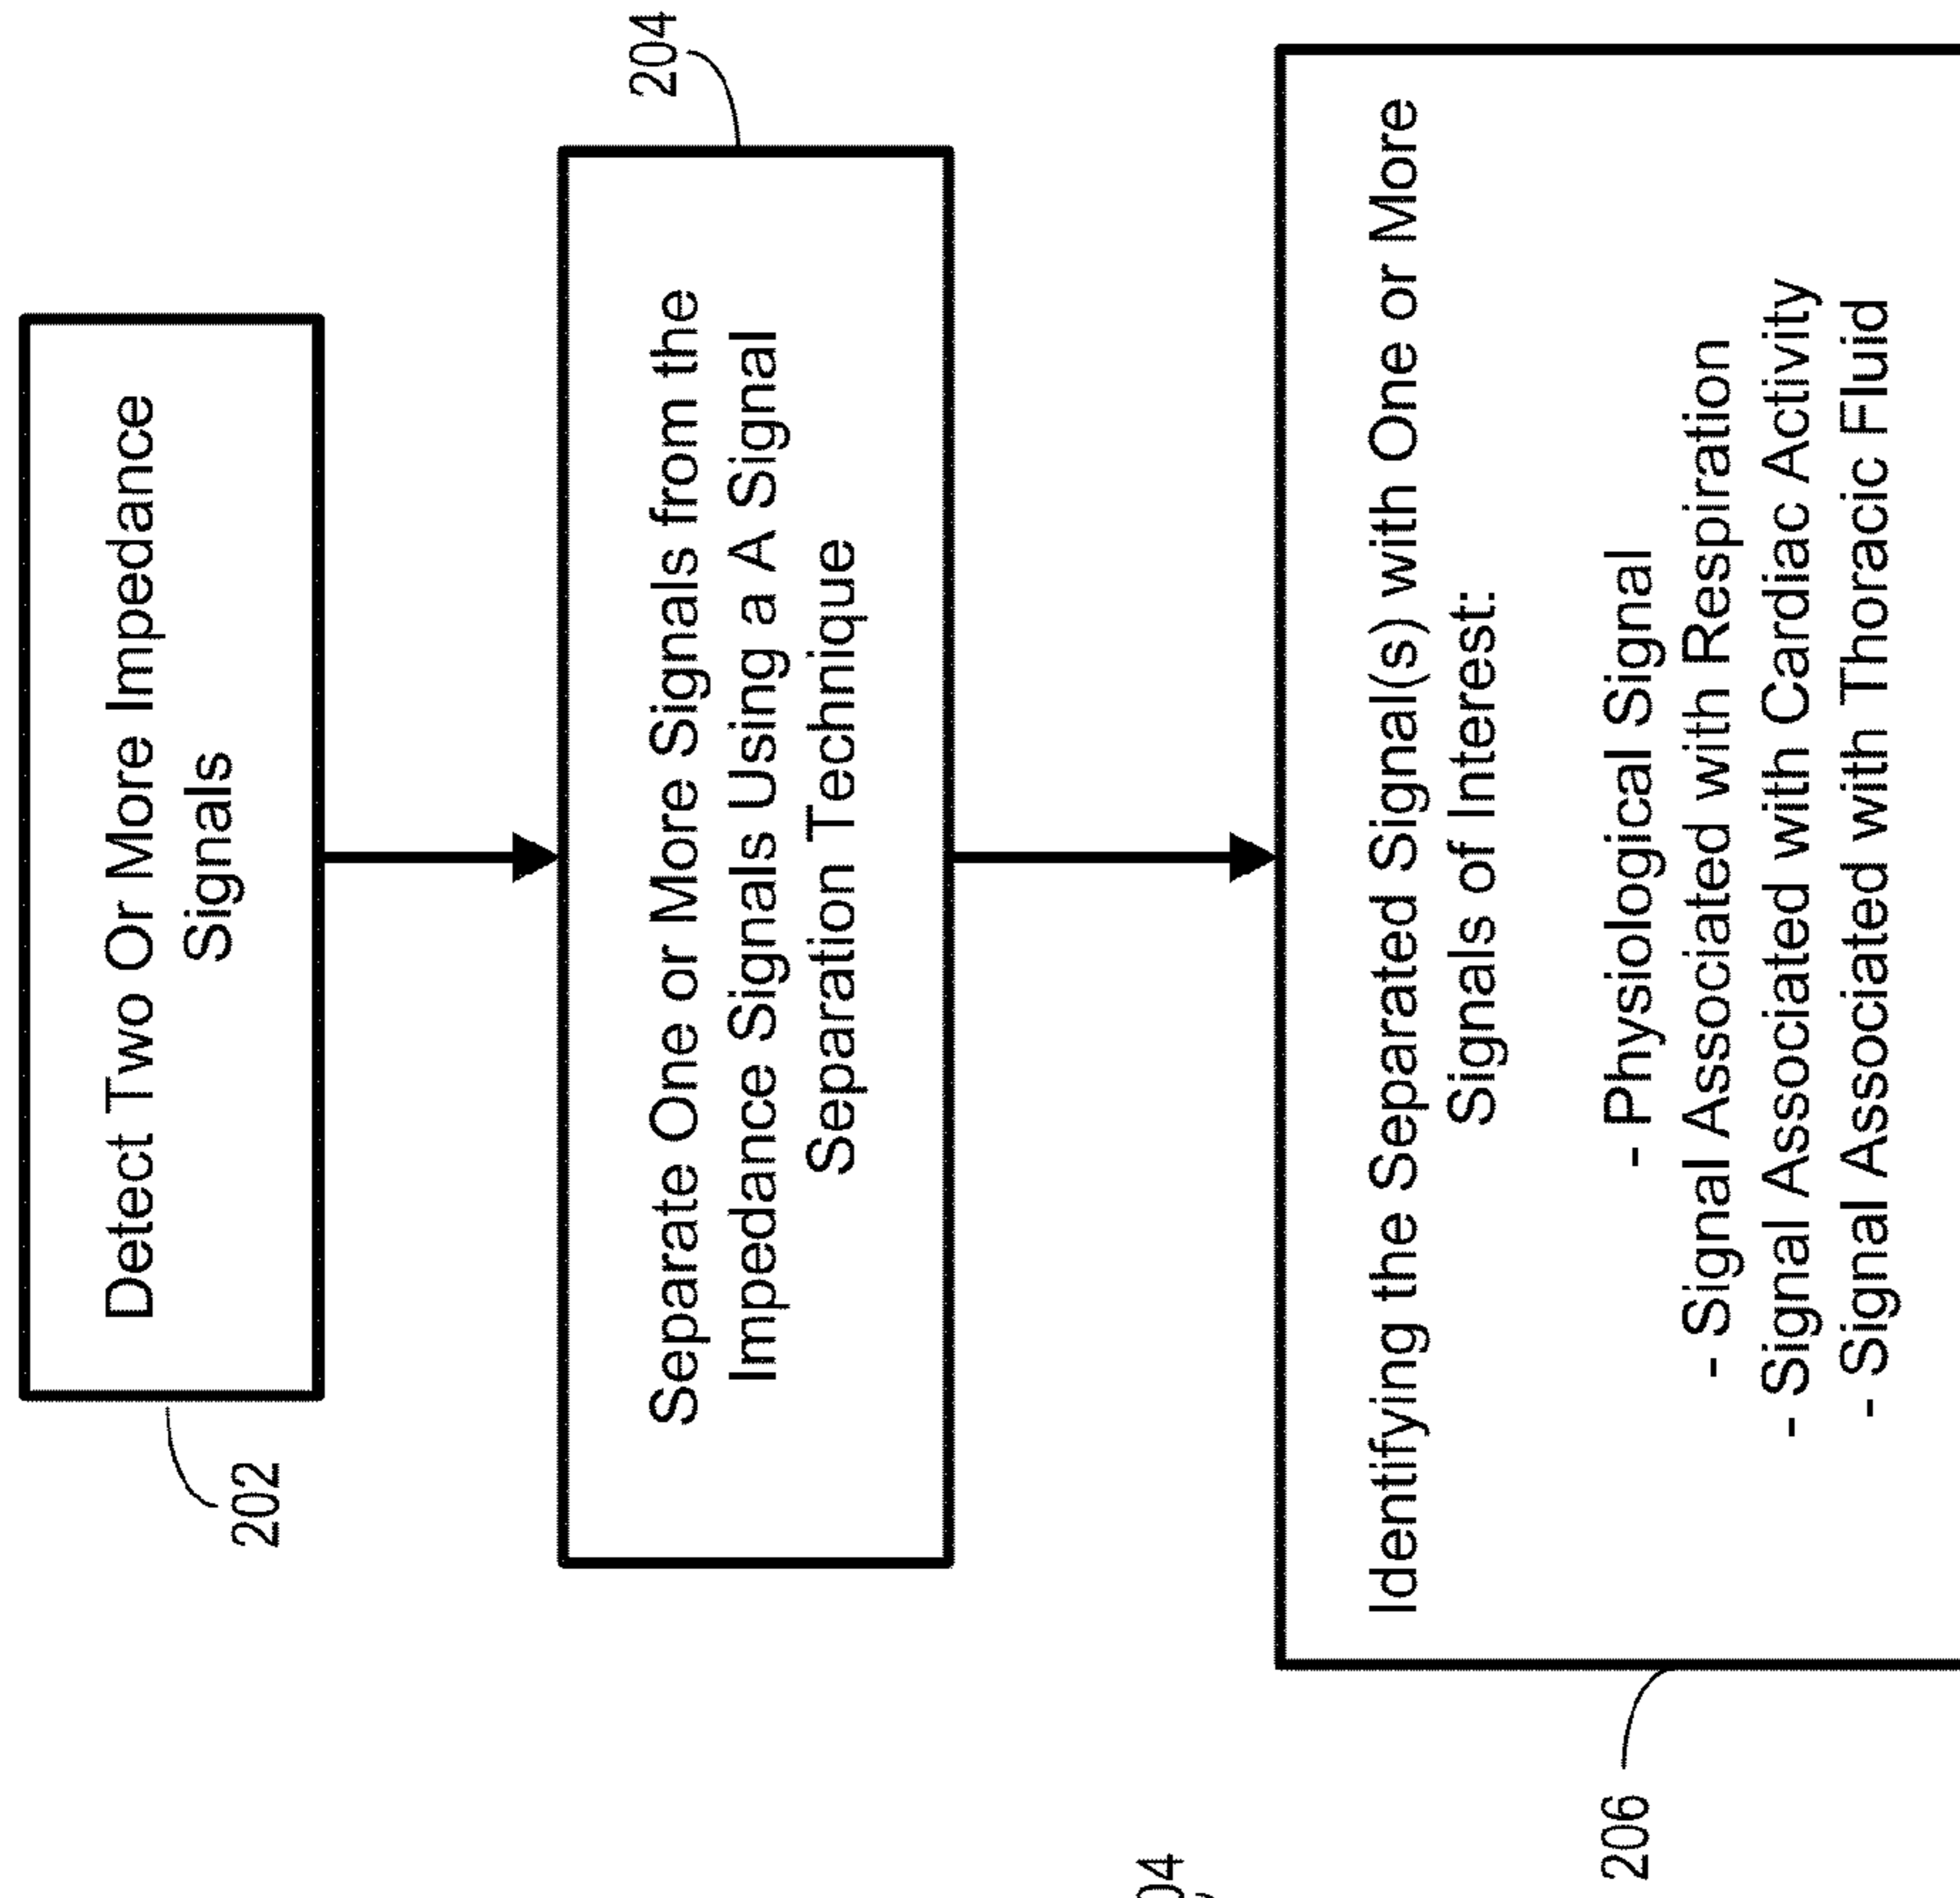 Detect Two Or More Impedance
Signals
202
204
Separate One or More Signals from the
Impedance Signals Using a A Signal
Separation Technique
Identifying the Separated Signal(s) with One or More
Signals of Interest:
- Physiological Signal
- Signal Associated with Respiration
- Signal Associated with Cardiac Activity
- Signal Associated with Thoracic Fluid
206